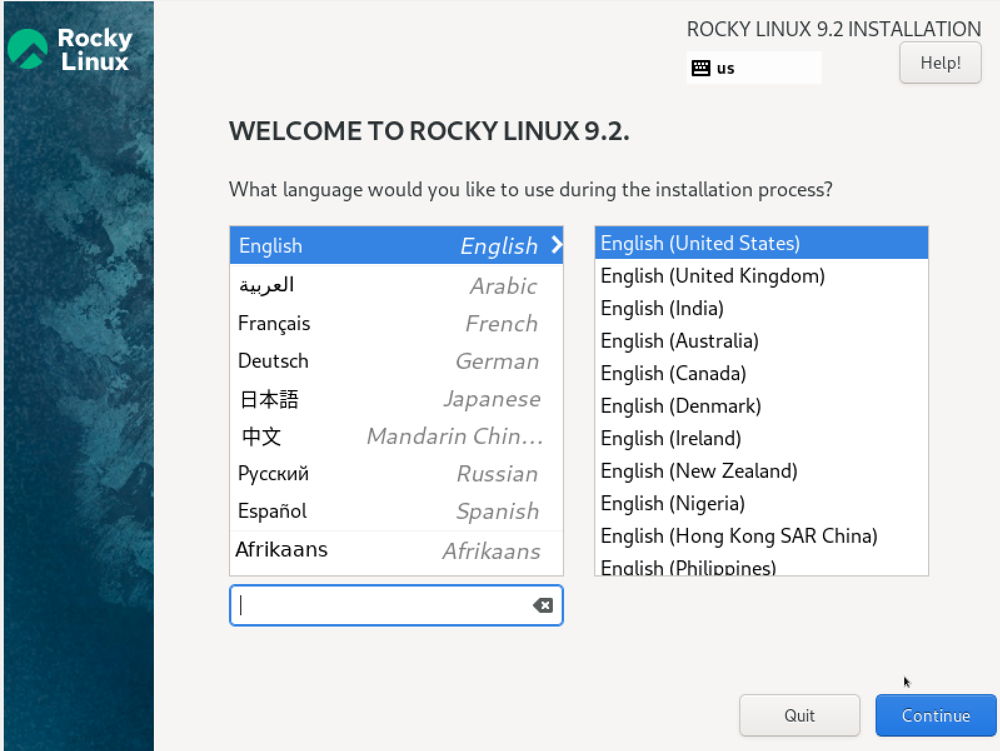 Rocky
Linux
ROCKY LINUX 9.2 INSTALLATION
us
Help!
WELCOME TO ROCKY LINUX 9.2.
What language would you like to use during the installation process?
English English
العربية Arabic
Français French
Deutsch German
日本語 Japanese
中文 Mandarin Chin...
Русский Russian
Español Spanish
Afrikaans Afrikaans
English (United States)
English (United Kingdom)
English (India)
English (Australia)
English (Canada)
English (Denmark)
English (Ireland)
English (New Zealand)
English (Nigeria)
English (Hong Kong SAR China)
English (Philippines)
Quit
Continue